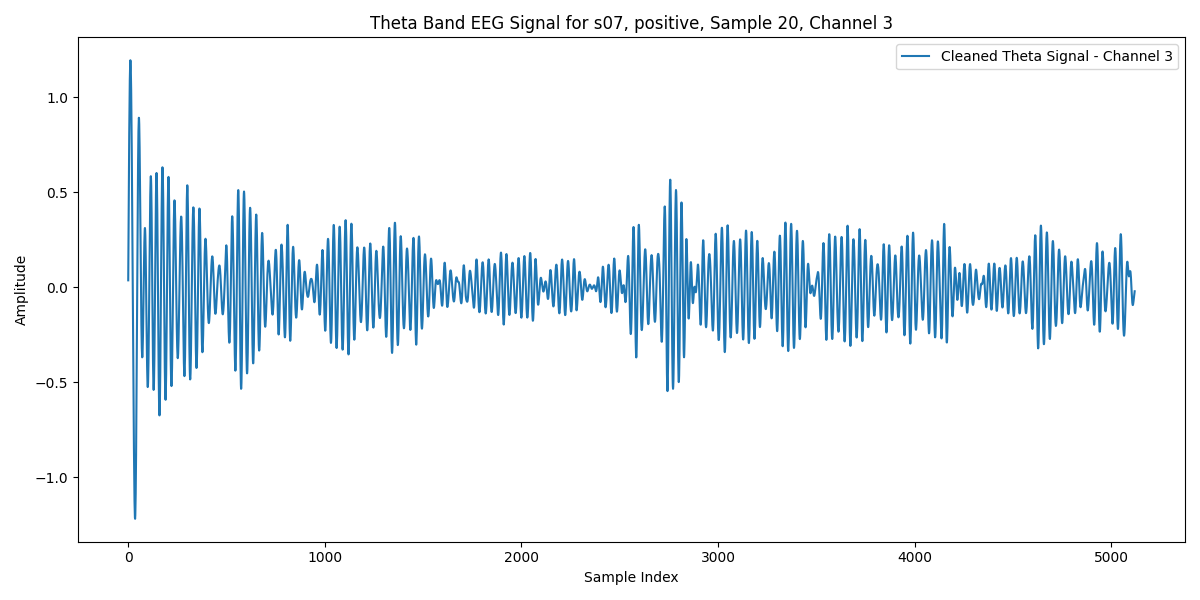 Theta Band EEG Signal for s07, positive, Sample 20, Channel 3
Cleaned Theta Signal - Channel 3
Amplitude
1.0
0.5
0.0
−0.5
−1.0
0 1000 2000 3000 4000 5000
Sample Index